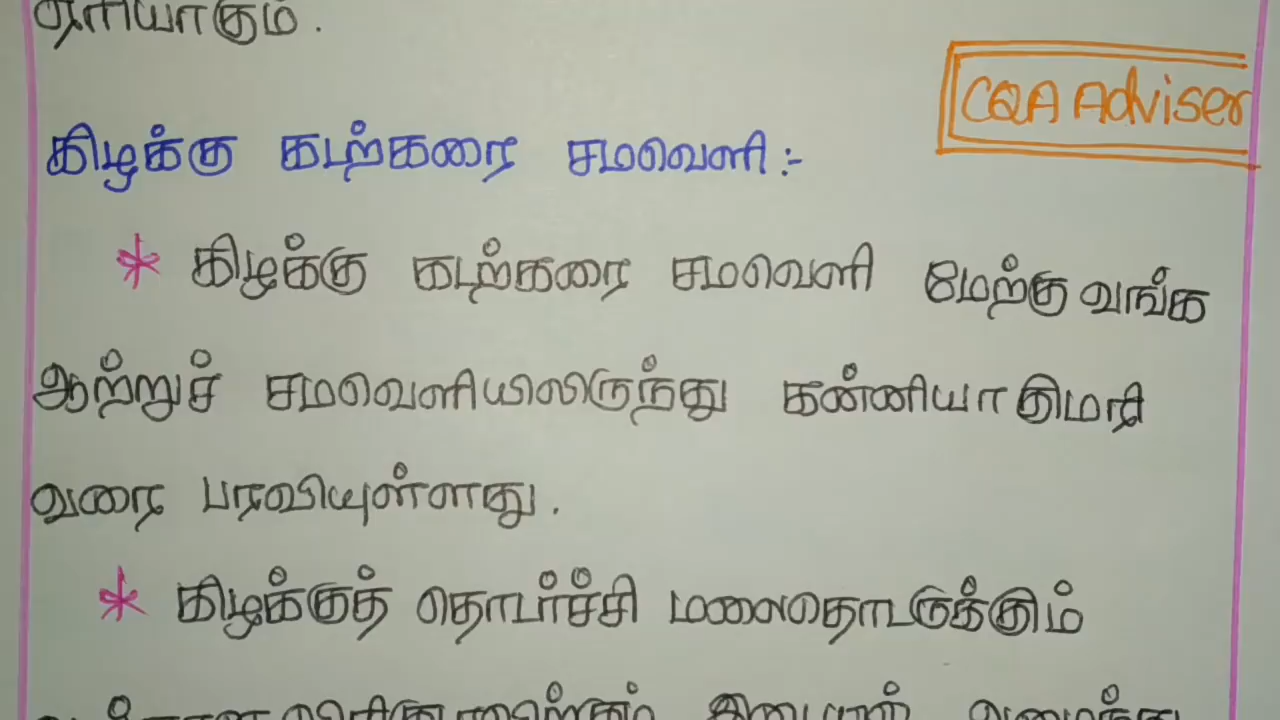 ஏரியாகும்.
CQA Adviser
கிழக்கு கடற்கரை சமவெளி :-
* கிழக்கு கடற்கரை சமவெளி மேற்கு வங்க
ஆற்றுச் சமவெளியிலிருந்து கன்னியாகுமரி
வரை பரவியுள்ளது.
* கிழக்குத் தொடர்ச்சி மலைதொடருக்கும்